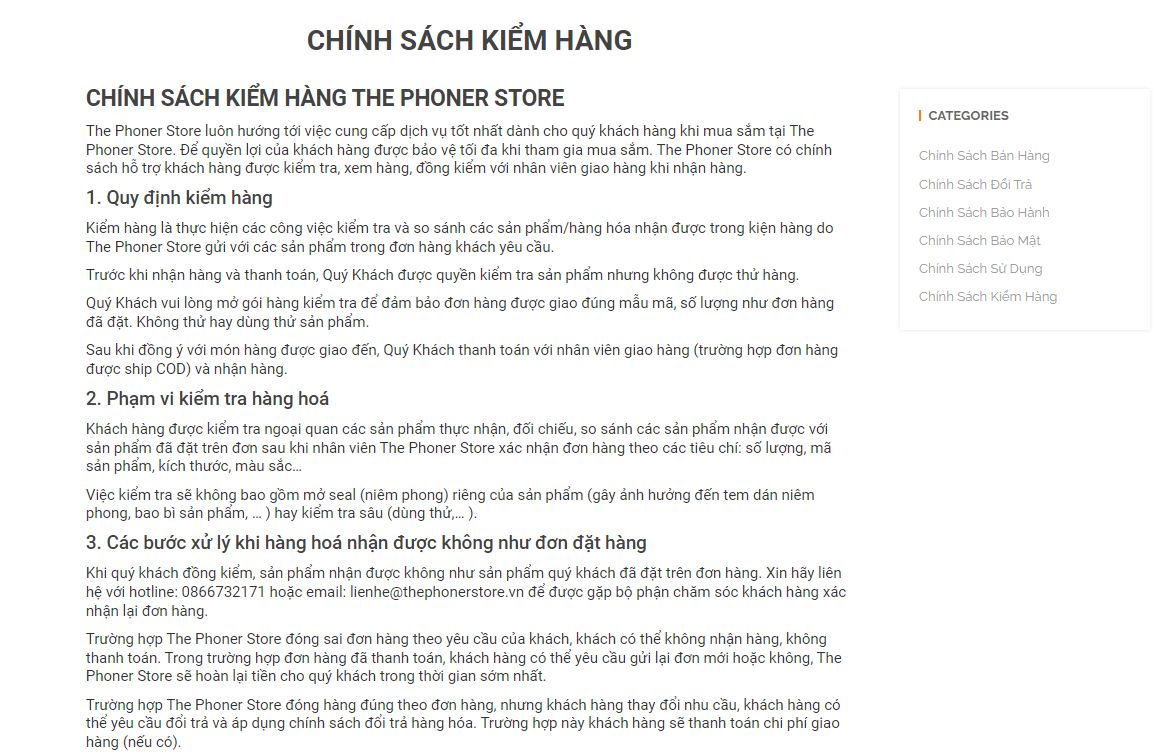 CHÍNH SÁCH KIỂM HÀNG
CHÍNH SÁCH KIỂM HÀNG THE PHONER STORE
The Phoner Store luôn hướng tới việc cung cấp dịch vụ tốt nhất dành cho quý khách hàng khi mua sắm tại The
Phoner Store. Để quyền lợi của khách hàng được bảo vệ tối đa khi tham gia mua sắm. The Phoner Store có chính
sách hỗ trợ khách hàng được kiểm tra, xem hàng, đồng kiểm với nhân viên giao hàng khi nhận hàng.
1. Quy định kiểm hàng
Kiểm hàng là thực hiện các công việc kiểm tra và so sánh các sản phẩm/hàng hóa nhận được trong kiện hàng do
The Phoner Store gửi với các sản phẩm trong đơn hàng khách yêu cầu.
Trước khi nhận hàng và thanh toán, Quý Khách được quyền kiểm tra sản phẩm nhưng không được thử hàng.
Quý Khách vui lòng mở gói hàng kiểm tra để đảm bảo đơn hàng được giao đúng mẫu mã, số lượng như đơn hàng
đã đặt. Không thử hay dùng thử sản phẩm.
Sau khi đồng ý với món hàng được giao đến, Quý Khách thanh toán với nhân viên giao hàng (trường hợp đơn hàng
được ship COD) và nhận hàng.
2. Phạm vi kiểm tra hàng hoá
Khách hàng được kiểm tra ngoại quan các sản phẩm thực nhận, đối chiếu, so sánh các sản phẩm nhận được với
sản phẩm đã đặt trên đơn sau khi nhân viên The Phoner Store xác nhận đơn hàng theo các tiêu chí: số lượng, mã
sản phẩm, kích thước, màu sắc…
Việc kiểm tra sẽ không bao gồm mở seal (niêm phong) riêng của sản phẩm (gây ảnh hưởng đến tem dán niêm
phong, bao bì sản phẩm, … ) hay kiểm tra sâu (dùng thử,… ).
3. Các bước xử lý khi hàng hoá nhận được không như đơn đặt hàng
Khi quý khách đồng kiểm, sản phẩm nhận được không như sản phẩm quý khách đã đặt trên đơn hàng. Xin hãy liên
hệ với hotline: 0866732171 hoặc email: lienhe@thephonerstore.vn để được gặp bộ phận chăm sóc khách hàng xác
nhận lại đơn hàng.
Trường hợp The Phoner Store đóng sai đơn hàng theo yêu cầu của khách, khách có thể không nhận hàng, không
thanh toán. Trong trường hợp đơn hàng đã thanh toán, khách hàng có thể yêu cầu gửi lại đơn mới hoặc không, The
Phoner Store sẽ hoàn lại tiền cho quý khách trong thời gian sớm nhất.
Trường hợp The Phoner Store đóng hàng đúng theo đơn hàng, nhưng khách hàng thay đổi nhu cầu, khách hàng có
thể yêu cầu đổi trả và áp dụng chính sách đổi trả hàng hóa. Trường hợp này khách hàng sẽ thanh toán chi phí giao
hàng (nếu có).
CATEGORIES
Chính Sách Bán Hàng
Chính Sách Đổi Trả
Chính Sách Bảo Hành
Chính Sách Bảo Mật
Chính Sách Sử Dụng
Chính Sách Kiểm Hàng